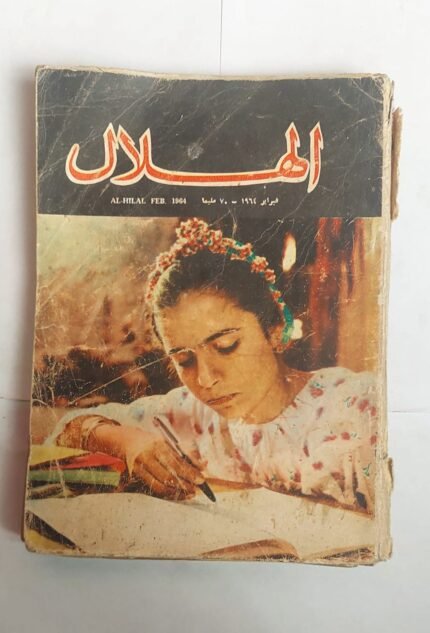 الهلال
AL-HILAL FEB. 1964 فبراير ١٩٦٤ - ٧٠ مليما